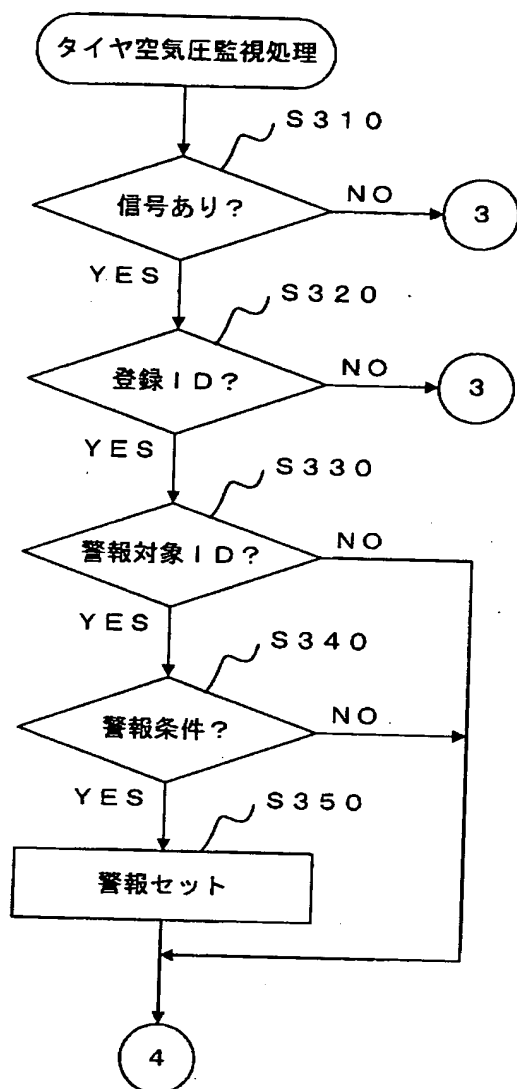 タイヤ空気圧監視処理
S310
信号あり?
NO
3
YES
S320
登録ID?
NO
3
YES
S330
警報対象ID?
NO
YES
S340
警報条件?
NO
YES
S350
警報セット
4